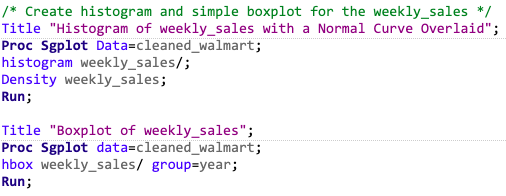 /* Create histogram and simple boxplot for the weekly_sales */
Title "Histogram of weekly_sales with a Normal Curve Overlaid";
Proc Sgplot Data=cleaned_walmart;
histogram weekly_sales/;
Density weekly_sales;
Run;
Title "Boxplot of weekly_sales";
Proc Sgplot data=cleaned_walmart;
hbox weekly_sales/ group=year;
Run;